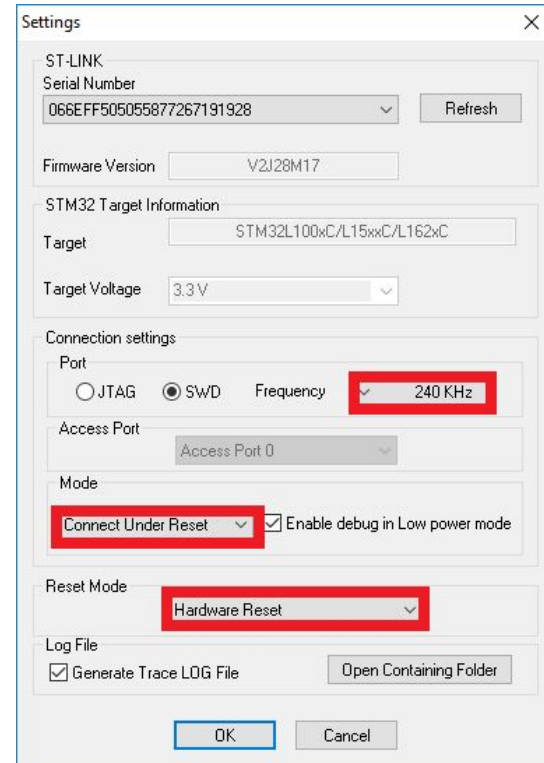 Settings
ST-LINK
Serial Number
066EFF505055877267191928
Refresh
Firmware Version
V2J28M17
STM32 Target Information
Target
STM32L100xC/L15xxC/L162xC
Target Voltage
3.3 V
Connection settings
Port
JTAG
SWD
Frequency
240 KHz
Access Port
Access Port 0
Mode
Connect Under Reset
Enable debug in Low power mode
Reset Mode
Hardware Reset
Log File
Generate Trace LOG File
Open Containing Folder
OK
Cancel